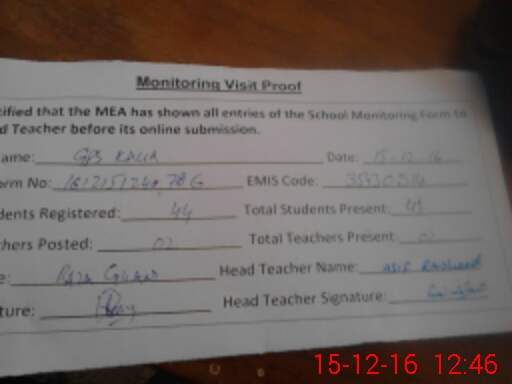 Monitoring Visit Proof
tified that the MEA has shown all entries of the School Monitoring Form to
d Teacher before its online submission.
ame: GPS KALIA Date: 15-12-16
orm No: EMIS Code:
dents Registered: 44 Total Students Present: 41
chers Posted: 02 Total Teachers Present: 02
e: Head Teacher Name: ASIF RASHEED
ture: Head Teacher Signature:
15-12-16 12:46